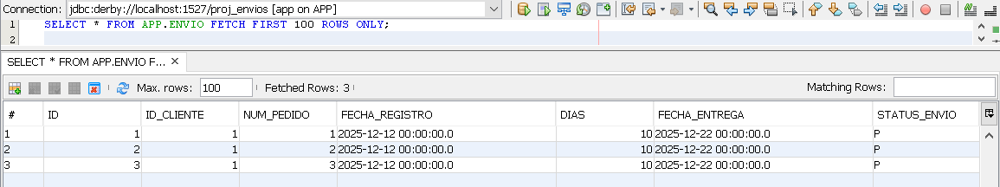 Connection: jdbc:derby://localhost:1527/proj_envios [app on APP]
1 SELECT * FROM APP.ENVIO FETCH FIRST 100 ROWS ONLY;
2
SELECT * FROM APP.ENVIO F... ×
Max. rows: 100 Fetched Rows: 3 Matching Rows:
# ID ID_CLIENTE NUM_PEDIDO FECHA_REGISTRO DIAS FECHA_ENTREGA STATUS_ENVIO
1 1 1 1 2025-12-12 00:00:00.0 10 2025-12-22 00:00:00.0 P
2 2 1 2 2025-12-12 00:00:00.0 10 2025-12-22 00:00:00.0 P
3 3 1 3 2025-12-12 00:00:00.0 10 2025-12-22 00:00:00.0 P